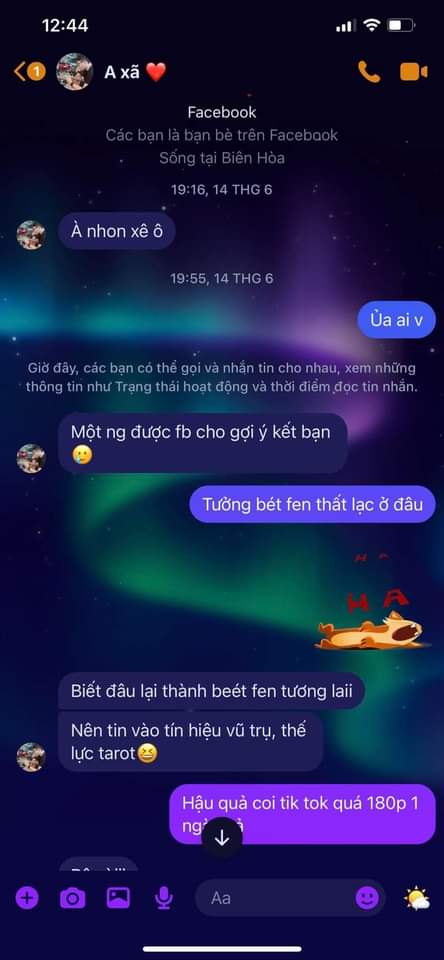 12:44
1
A xã ❤️
Facebook
Các bạn là bạn bè trên Facebook
Sống tại Biên Hòa
19:16, 14 THG 6
À nhon xê ô
19:55, 14 THG 6
Ủa ai v
Giờ đây, các bạn có thể gọi và nhắn tin cho nhau, xem những
thông tin như Trạng thái hoạt động và thời điểm đọc tin nhắn.
Một ng được fb cho gợi ý kết bạn
🥲
Tưởng bét fen thất lạc ở đâu
HA
HA
Biết đâu lại thành beét fen tương laii
Nên tin vào tín hiệu vũ trụ, thế
lực tarot😆
Hậu quả coi tik tok quá 180p 1
Aa